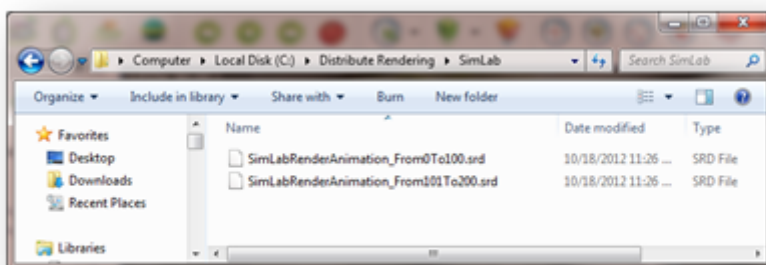 Computer ▸ Local Disk (C:) ▸ Distribute Rendering ▸ SimLab
Search SimLab
Organize Include in library Share with Burn New folder
Favorites
Desktop
Downloads
Recent Places
Libraries
Name Date modified Type
SimLabRenderAnimation_From0To100.srd 10/18/2012 11:26 ... SRD File
SimLabRenderAnimation_From101To200.srd 10/18/2012 11:26 ... SRD File